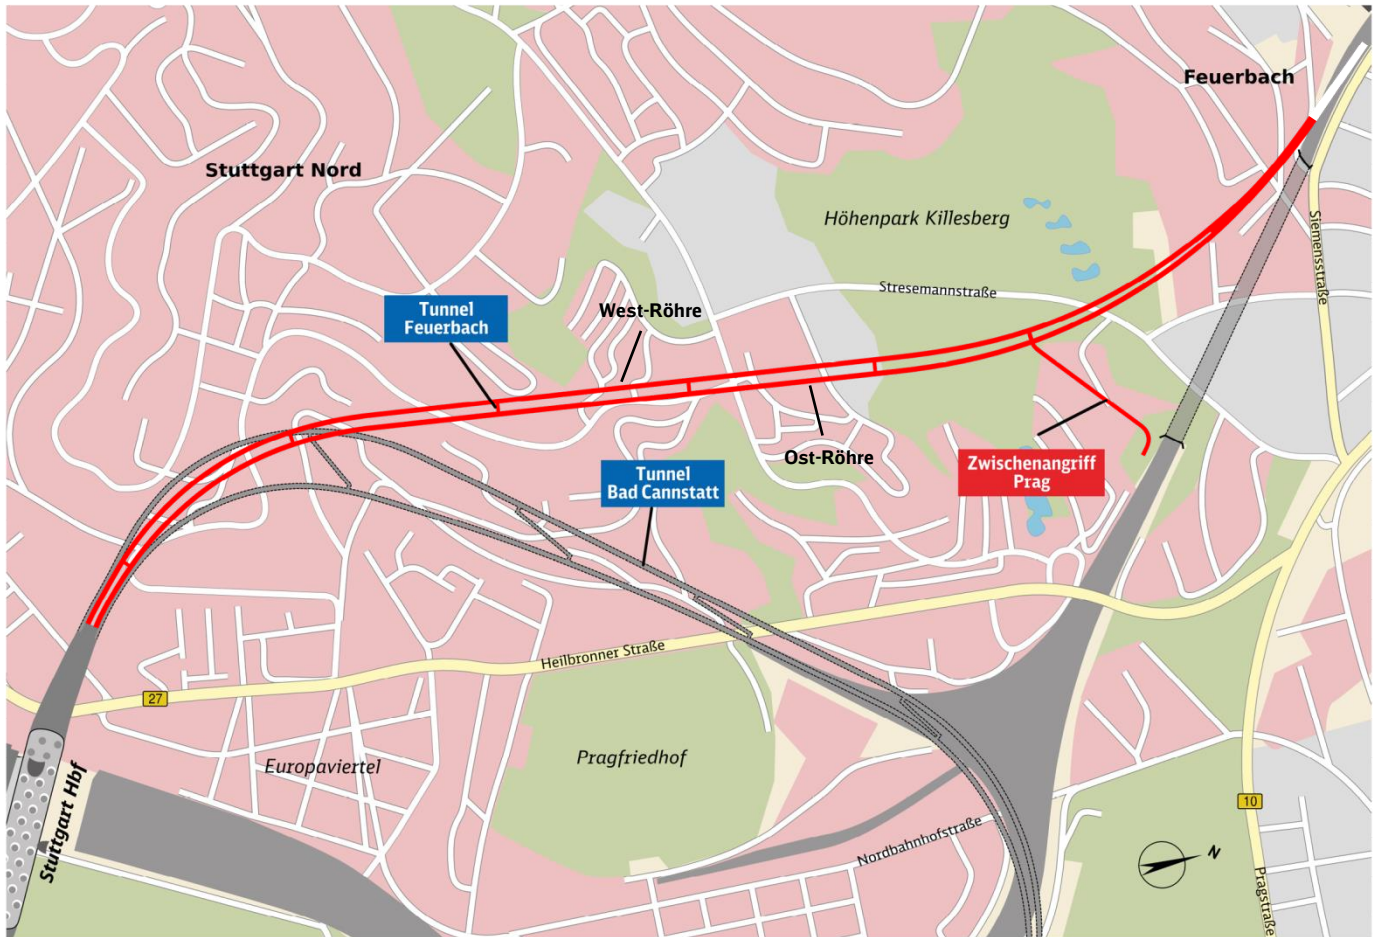 Feuerbach
Stuttgart Nord
Höhenpark Killesberg
Siemensstraße
Stresemannstraße
Tunnel
Feuerbach
West-Röhre
Ost-Röhre
Zwischenangriff
Prag
Tunnel
Bad Cannstatt
Heilbronner Straße
27
Europaviertel
Pragfriedhof
Stuttgart Hbf
10
Nordbahnhofstraße
N
Pragstraße